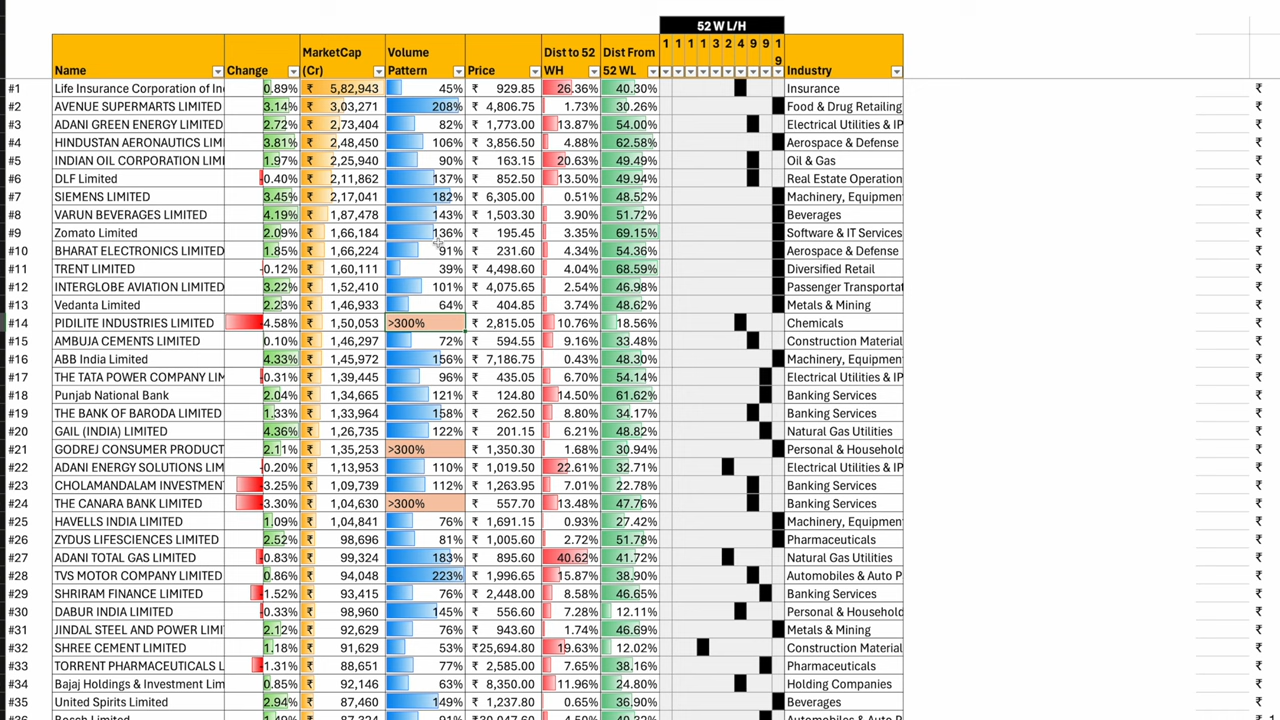 52 W L/H
Name Change MarketCap (Cr) Volume Pattern Price Dist to 52 WH Dist From 52 WL 1 1 1 1 3 2 4 9 9 19 Industry
#1 Life Insurance Corporation of In 0.89% ₹ 5,82,943 45% ₹ 929.85 26.36% 40.30% Insurance ₹
#2 AVENUE SUPERMARTS LIMITED 3.14% ₹ 3,03,271 208% ₹ 4,806.75 1.73% 30.26% Food & Drug Retailing ₹
#3 ADANI GREEN ENERGY LIMITED 2.72% ₹ 2,73,404 82% ₹ 1,773.00 13.87% 54.00% Electrical Utilities & IP ₹
#4 HINDUSTAN AERONAUTICS LIM 3.81% ₹ 2,48,450 106% ₹ 3,856.50 4.88% 62.58% Aerospace & Defense ₹
#5 INDIAN OIL CORPORATION LIM 1.97% ₹ 2,25,940 90% ₹ 163.15 20.63% 49.49% Oil & Gas ₹
#6 DLF Limited -0.40% ₹ 2,11,862 137% ₹ 852.50 13.50% 49.94% Real Estate Operation ₹
#7 SIEMENS LIMITED 3.45% ₹ 2,17,041 182% ₹ 6,305.00 0.51% 48.52% Machinery, Equipmen ₹
#8 VARUN BEVERAGES LIMITED 4.19% ₹ 1,87,478 143% ₹ 1,503.30 3.90% 51.72% Beverages ₹
#9 Zomato Limited 2.09% ₹ 1,66,184 136% ₹ 195.45 3.35% 69.15% Software & IT Services ₹
#10 BHARAT ELECTRONICS LIMITED 1.85% ₹ 1,66,224 91% ₹ 231.60 4.34% 54.36% Aerospace & Defense ₹
#11 TRENT LIMITED -0.12% ₹ 1,60,111 39% ₹ 4,498.60 4.04% 68.59% Diversified Retail ₹
#12 INTERGLOBE AVIATION LIMITED 3.22% ₹ 1,52,410 101% ₹ 4,075.65 2.54% 46.98% Passenger Transportat ₹
#13 Vedanta Limited 2.23% ₹ 1,46,933 64% ₹ 404.85 3.74% 48.62% Metals & Mining ₹
#14 PIDILITE INDUSTRIES LIMITED -4.58% ₹ 1,50,053 >300% ₹ 2,815.05 10.76% 18.56% Chemicals ₹
#15 AMBUJA CEMENTS LIMITED 0.10% ₹ 1,46,297 72% ₹ 594.55 9.16% 33.48% Construction Material ₹
#16 ABB India Limited 4.33% ₹ 1,45,972 156% ₹ 7,186.75 0.43% 48.30% Machinery, Equipmen ₹
#17 THE TATA POWER COMPANY LIM -0.31% ₹ 1,39,445 96% ₹ 435.05 6.70% 54.14% Electrical Utilities & IP ₹
#18 Punjab National Bank 2.04% ₹ 1,34,665 121% ₹ 124.80 14.50% 61.62% Banking Services ₹
#19 THE BANK OF BARODA LIMITED 1.33% ₹ 1,33,964 158% ₹ 262.50 8.80% 34.17% Banking Services ₹
#20 GAIL (INDIA) LIMITED 4.36% ₹ 1,26,735 122% ₹ 201.15 6.21% 48.82% Natural Gas Utilities ₹
#21 GODREJ CONSUMER PRODUCT 2.11% ₹ 1,35,253 >300% ₹ 1,350.30 1.68% 30.94% Personal & Household ₹
#22 ADANI ENERGY SOLUTIONS LIM -0.20% ₹ 1,13,953 110% ₹ 1,019.50 22.61% 32.71% Electrical Utilities & IP ₹
#23 CHOLAMANDALAM INVESTMEN -3.25% ₹ 1,09,739 112% ₹ 1,263.95 7.01% 22.78% Banking Services ₹
#24 THE CANARA BANK LIMITED -3.30% ₹ 1,04,630 >300% ₹ 557.70 13.48% 47.76% Banking Services ₹
#25 HAVELLS INDIA LIMITED 1.09% ₹ 1,04,841 76% ₹ 1,691.15 0.93% 27.42% Machinery, Equipmen ₹
#26 ZYDUS LIFESCIENCES LIMITED 2.52% ₹ 98,696 81% ₹ 1,005.60 2.72% 51.78% Pharmaceuticals ₹
#27 ADANI TOTAL GAS LIMITED -0.83% ₹ 99,324 183% ₹ 895.60 40.62% 41.72% Natural Gas Utilities ₹
#28 TVS MOTOR COMPANY LIMITED 0.86% ₹ 94,048 223% ₹ 1,996.65 15.87% 38.90% Automobiles & Auto P ₹
#29 SHRIRAM FINANCE LIMITED -1.52% ₹ 93,415 76% ₹ 2,448.00 8.58% 46.65% Banking Services ₹
#30 DABUR INDIA LIMITED -0.33% ₹ 98,960 145% ₹ 556.60 7.28% 12.11% Personal & Household ₹
#31 JINDAL STEEL AND POWER LIMI 2.12% ₹ 92,629 76% ₹ 943.60 1.74% 46.69% Metals & Mining ₹
#32 SHREE CEMENT LIMITED 1.18% ₹ 91,629 53% ₹25,694.80 19.63% 12.02% Construction Material ₹
#33 TORRENT PHARMACEUTICALS L -1.31% ₹ 88,651 77% ₹ 2,585.00 7.65% 38.16% Pharmaceuticals ₹
#34 Bajaj Holdings & Investment Lim 0.85% ₹ 92,146 63% ₹ 8,350.00 11.96% 24.80% Holding Companies ₹
#35 United Spirits Limited 2.94% ₹ 87,460 149% ₹ 1,237.80 0.65% 36.90% Beverages ₹